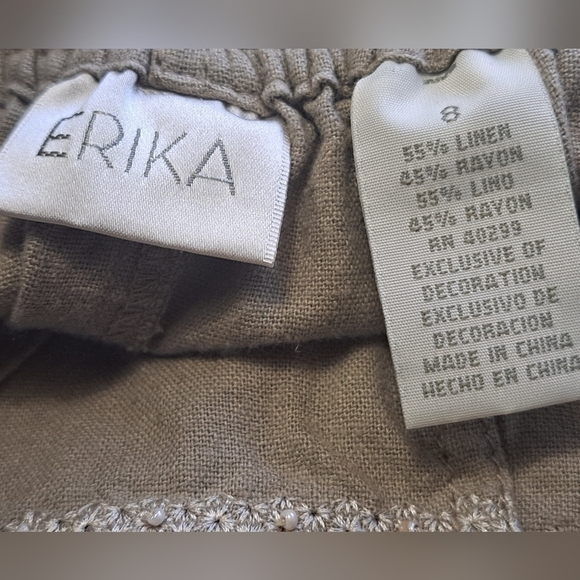 ERIKA
8
55% LINEN
45% RAYON
55% LINO
45% RAYON
RN 40299
EXCLUSIVE OF
DECORATION
EXCLUSIVO DE
DECORACION
MADE IN CHINA
HECHO EN CHINA